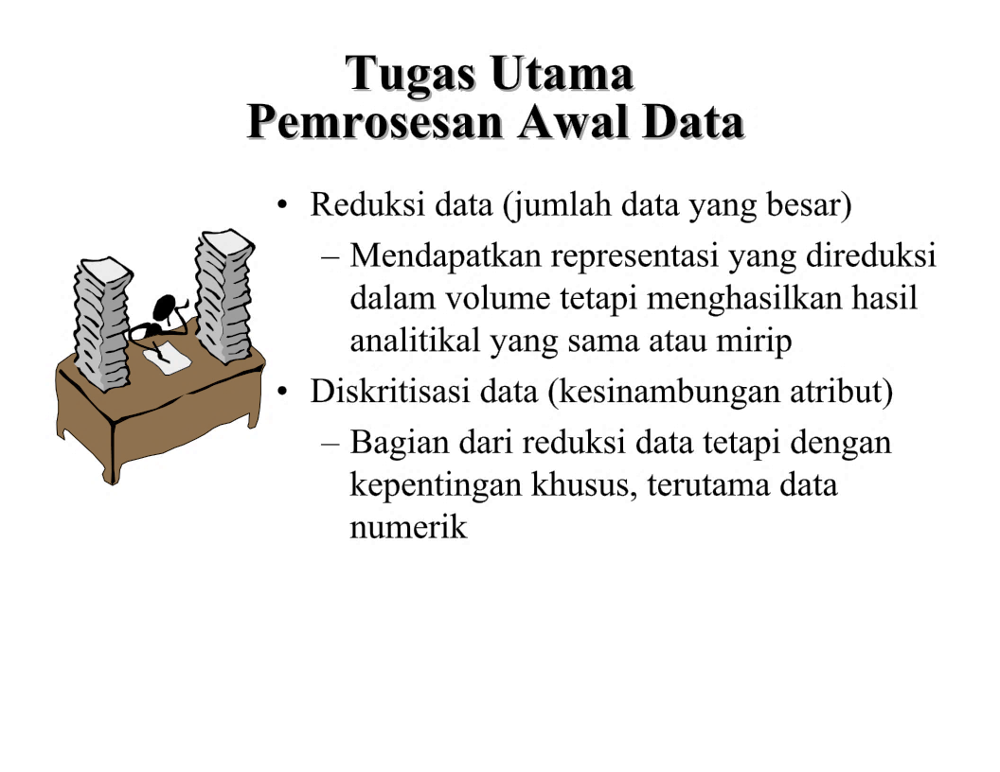 Tugas Utama
Pemrosesan Awal Data
• Reduksi data (jumlah data yang besar)
– Mendapatkan representasi yang direduksi
dalam volume tetapi menghasilkan hasil
analitikal yang sama atau mirip
• Diskritisasi data (kesinambungan atribut)
– Bagian dari reduksi data tetapi dengan
kepentingan khusus, terutama data
numerik